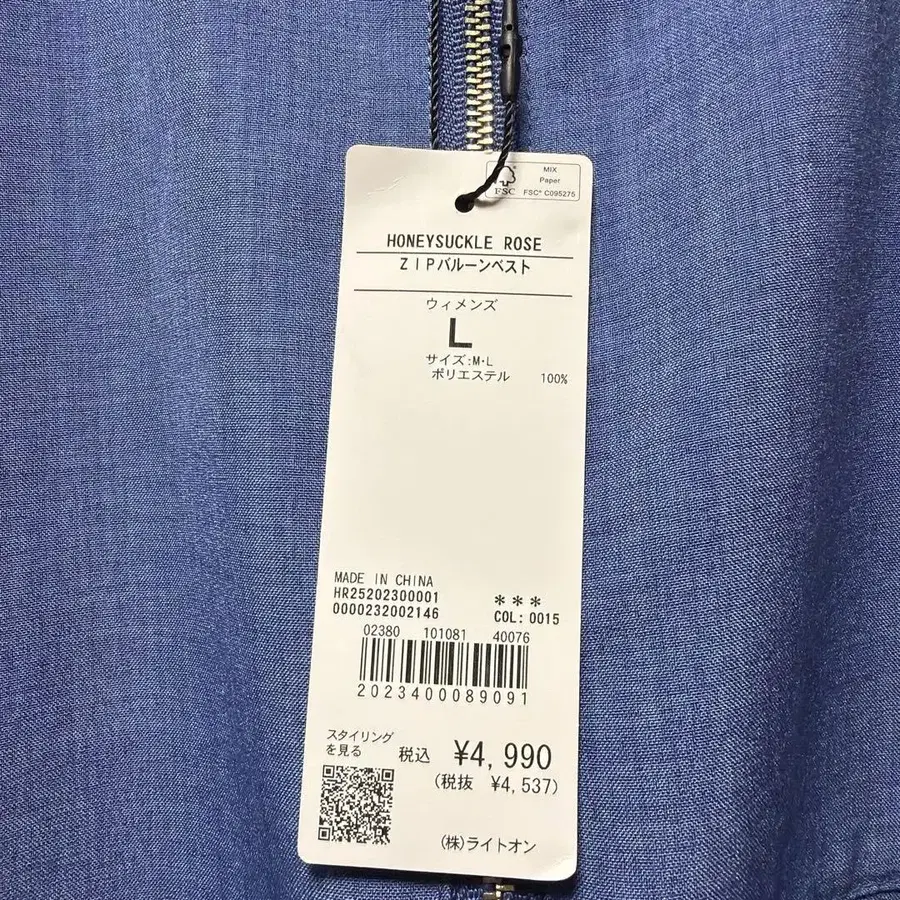 MIX
Paper
FSC® C095275
FSC
HONEYSUCKLE ROSE
ZIPバルーンベスト
ウィメンズ
L
サイズ:M・L
ポリエステル 100%
MADE IN CHINA
HR25202300001
0000232002146
***
COL:0015
02380 101081 40076
2023400089091
スタイリング
を見る
税込 ¥4,990
(税抜 ¥4,537)
(株)ライトオン